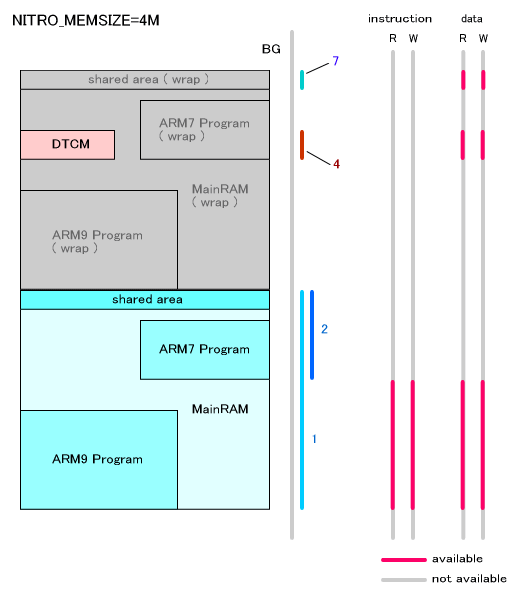 NITRO_MEMSIZE=4M
instruction
data
BG
R
W
R
W
7
shared area ( wrap )
ARM7 Program
( wrap )
DTCM
4
MainRAM
( wrap )
ARM9 Program
( wrap )
shared area
2
ARM7 Program
MainRAM
1
ARM9 Program
available
not available